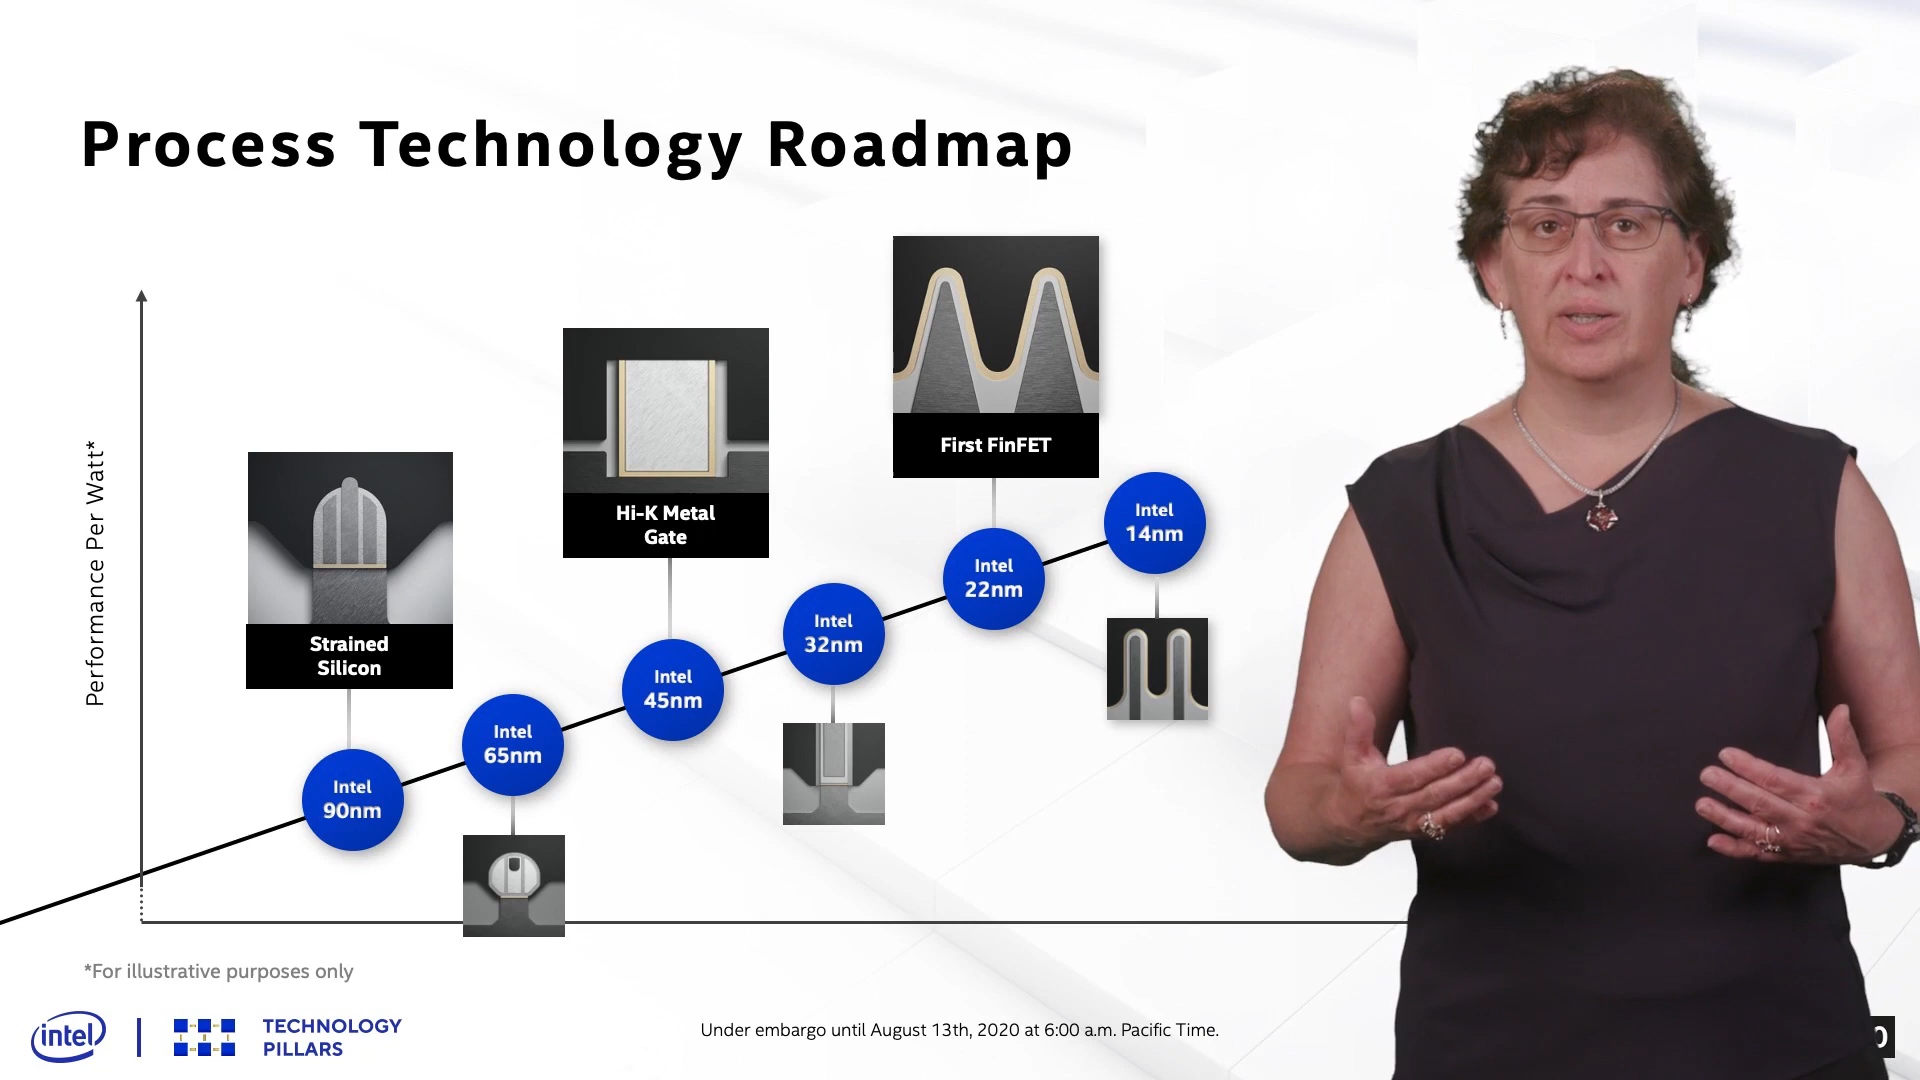 Process Technology Roadmap
Performance Per Watt*
Strained
Silicon
Hi-K Metal
Gate
First FinFET
Intel
90nm
Intel
65nm
Intel
45nm
Intel
32nm
Intel
22nm
Intel
14nm
*For illustrative purposes only
intel
TECHNOLOGY
PILLARS
Under embargo until August 13th, 2020 at 6:00 a.m. Pacific Time.